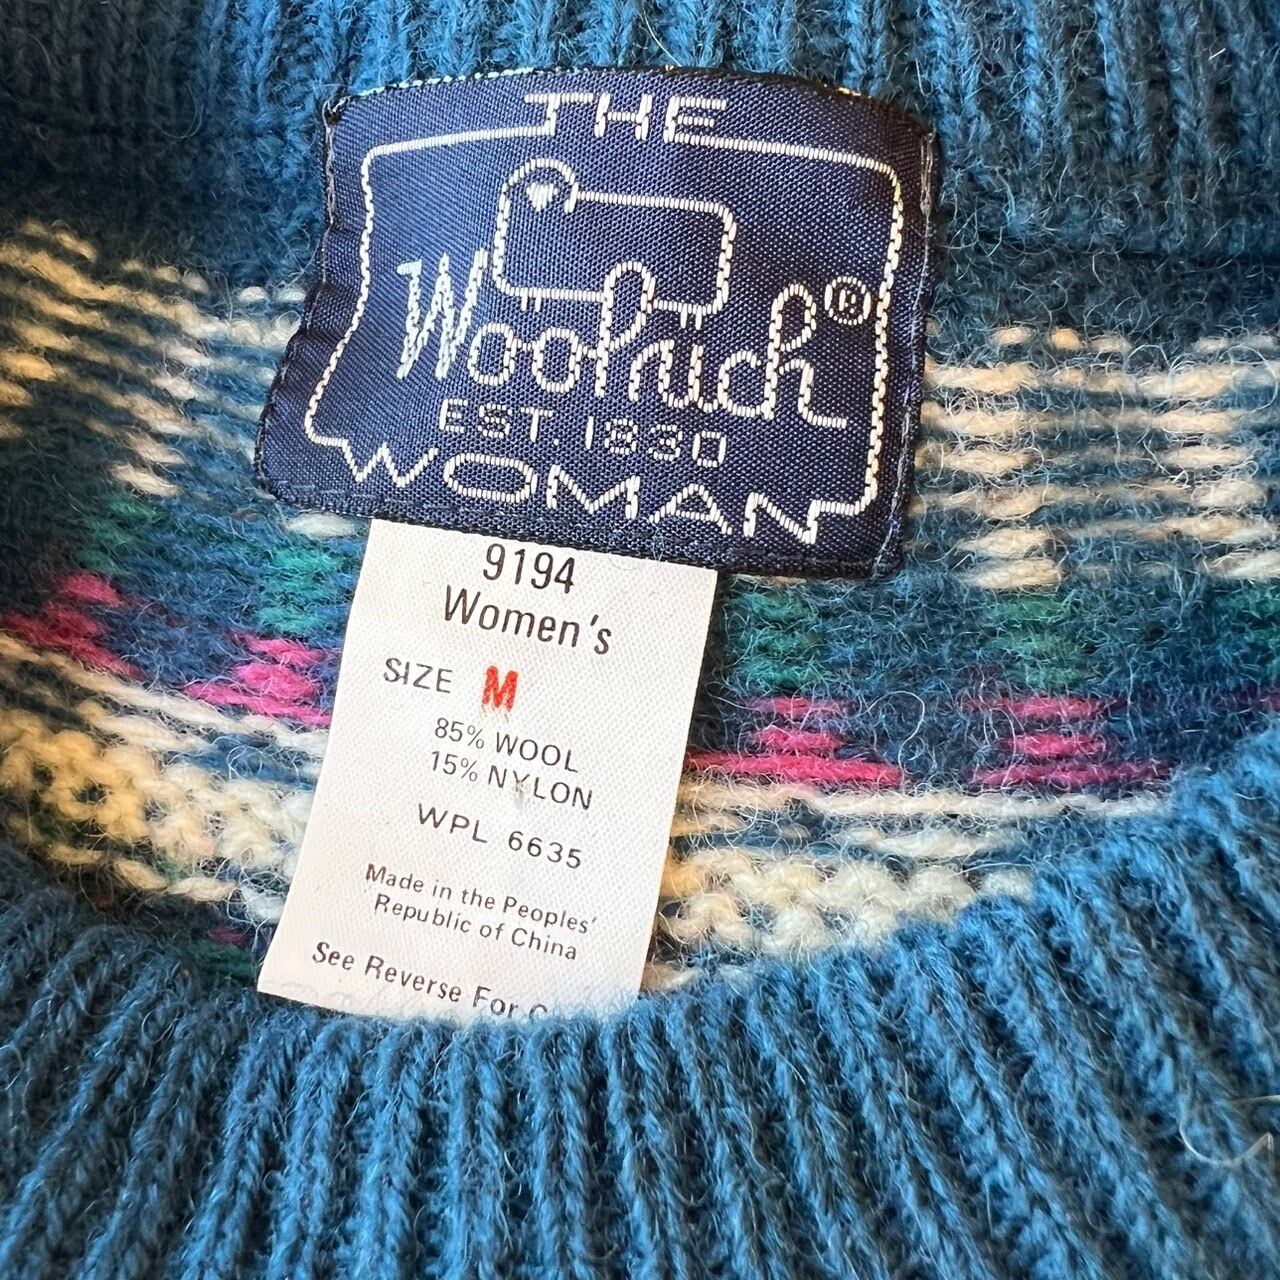 THE
Woolrich®
EST. 1830
WOMAN
9194
Women's
SIZE M
85% WOOL
15% NYLON
WPL 6635
Made in the Peoples'
Republic of China
See Reverse For